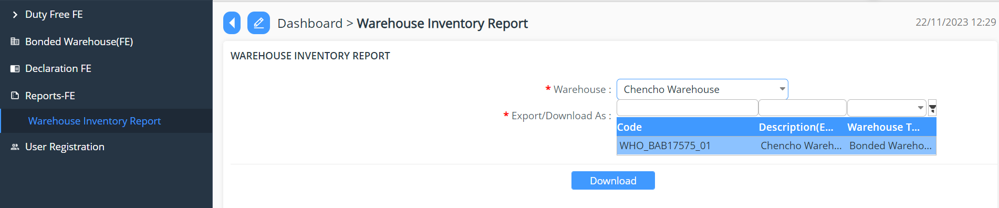 Duty Free FE
Bonded Warehouse(FE)
Declaration FE
Reports-FE
Warehouse Inventory Report
User Registration
Dashboard > Warehouse Inventory Report
22/11/2023 12:29
WAREHOUSE INVENTORY REPORT
* Warehouse : Chencho Warehouse
* Export/Download As :
Code Description(E... Warehouse T...
WHO_BAB17575_01 Chencho Wareh... Bonded Wareho...
Download